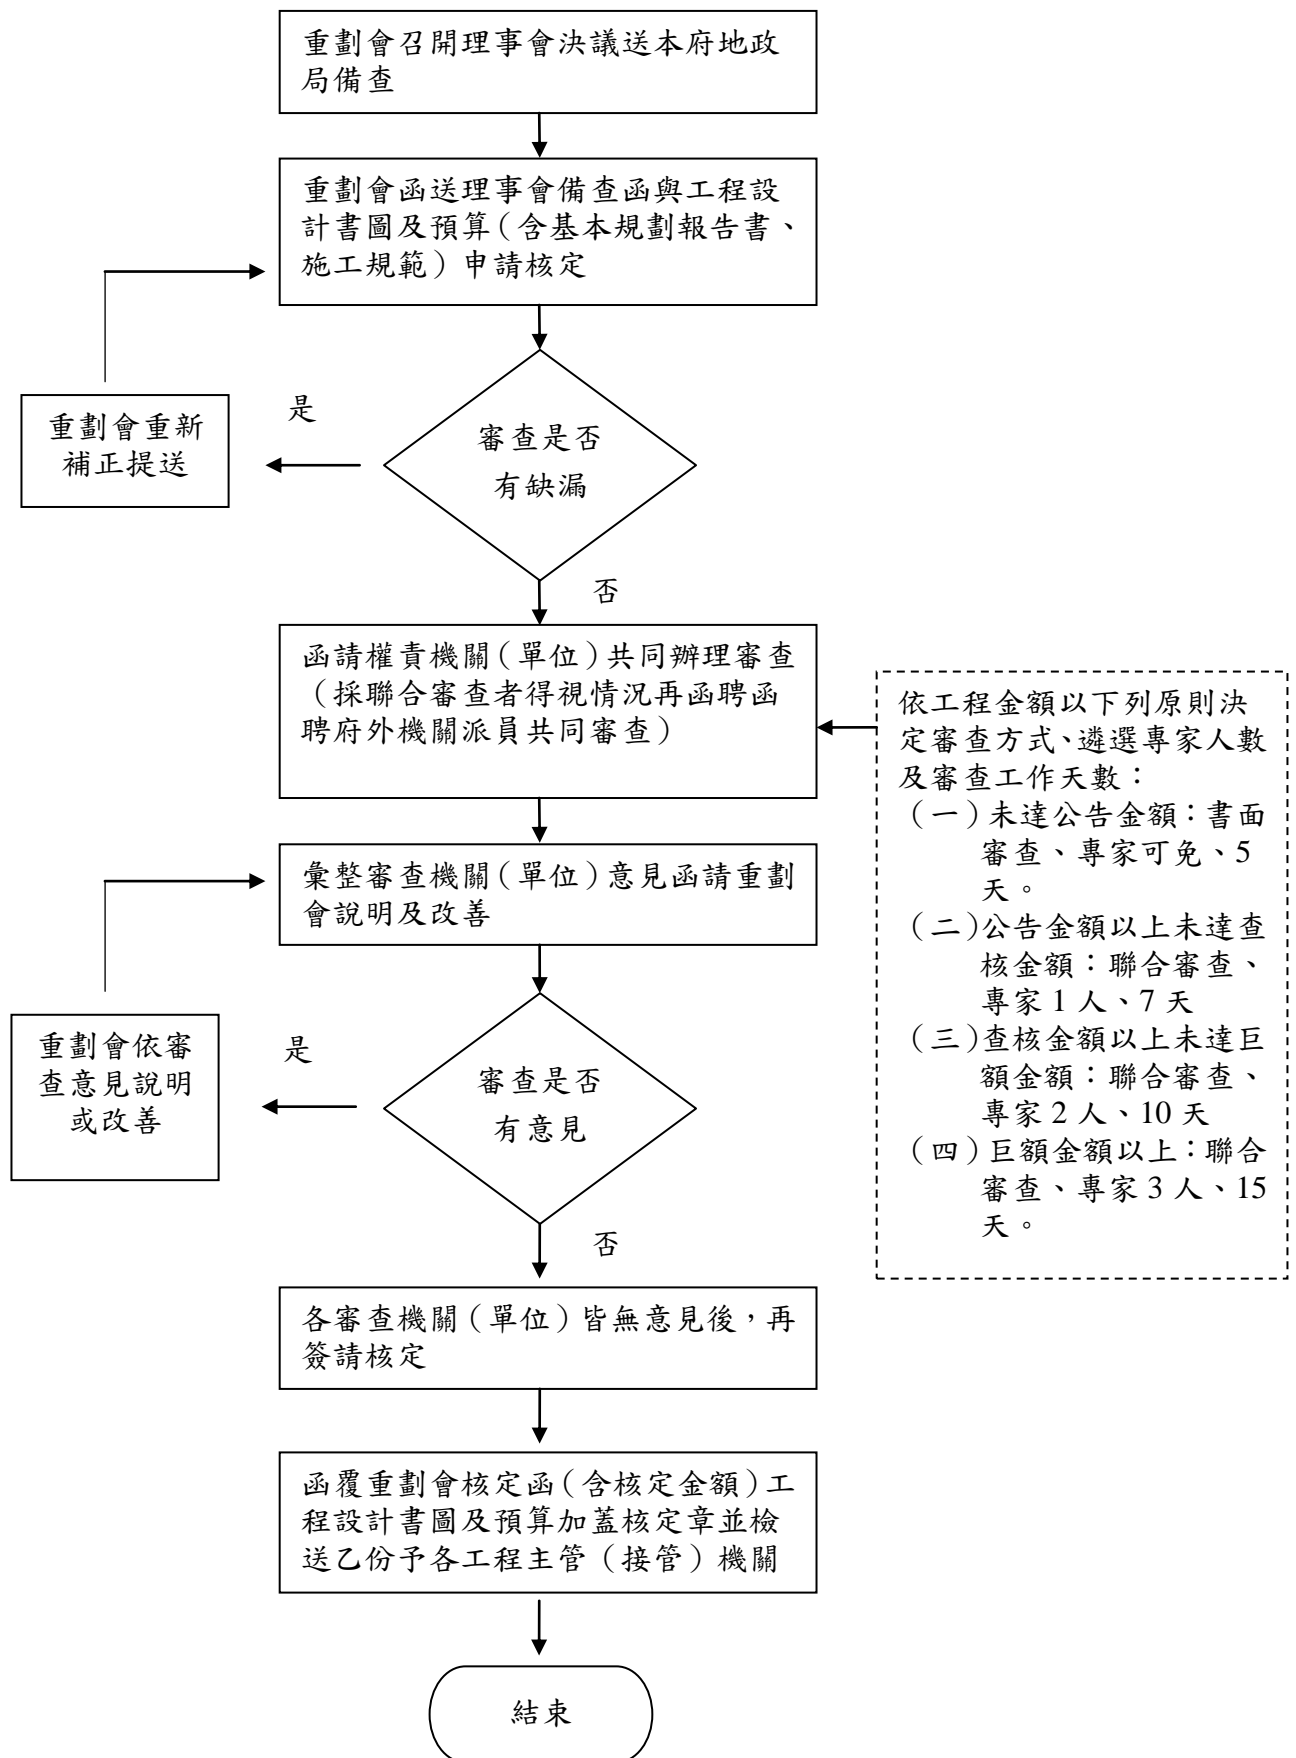 重劃會召開理事會決議送本府地政
局備查
重劃會函送理事會備查函與工程設
計書圖及預算(含基本規劃報告書、
施工規範)申請核定
審查是否
有缺漏
是
重劃會重新
補正提送
否
函請權責機關(單位)共同辦理審查
(採聯合審查者得視情況再函聘函
聘府外機關派員共同審查)
依工程金額以下列原則決
定審查方式、遴選專家人數
及審查工作天數：
(一)未達公告金額：書面
審查、專家可免、5
天。
(二)公告金額以上未達查
核金額：聯合審查、
專家 1 人、7 天
(三)查核金額以上未達巨
額金額：聯合審查、
專家 2 人、10 天
(四)巨額金額以上：聯合
審查、專家 3 人、15
天。
彙整審查機關(單位)意見函請重劃
會說明及改善
審查是否
有意見
是
重劃會依審
查意見說明
或改善
否
各審查機關(單位)皆無意見後，再
簽請核定
函覆重劃會核定函(含核定金額)工
程設計書圖及預算加蓋核定章並檢
送乙份予各工程主管(接管)機關
結束